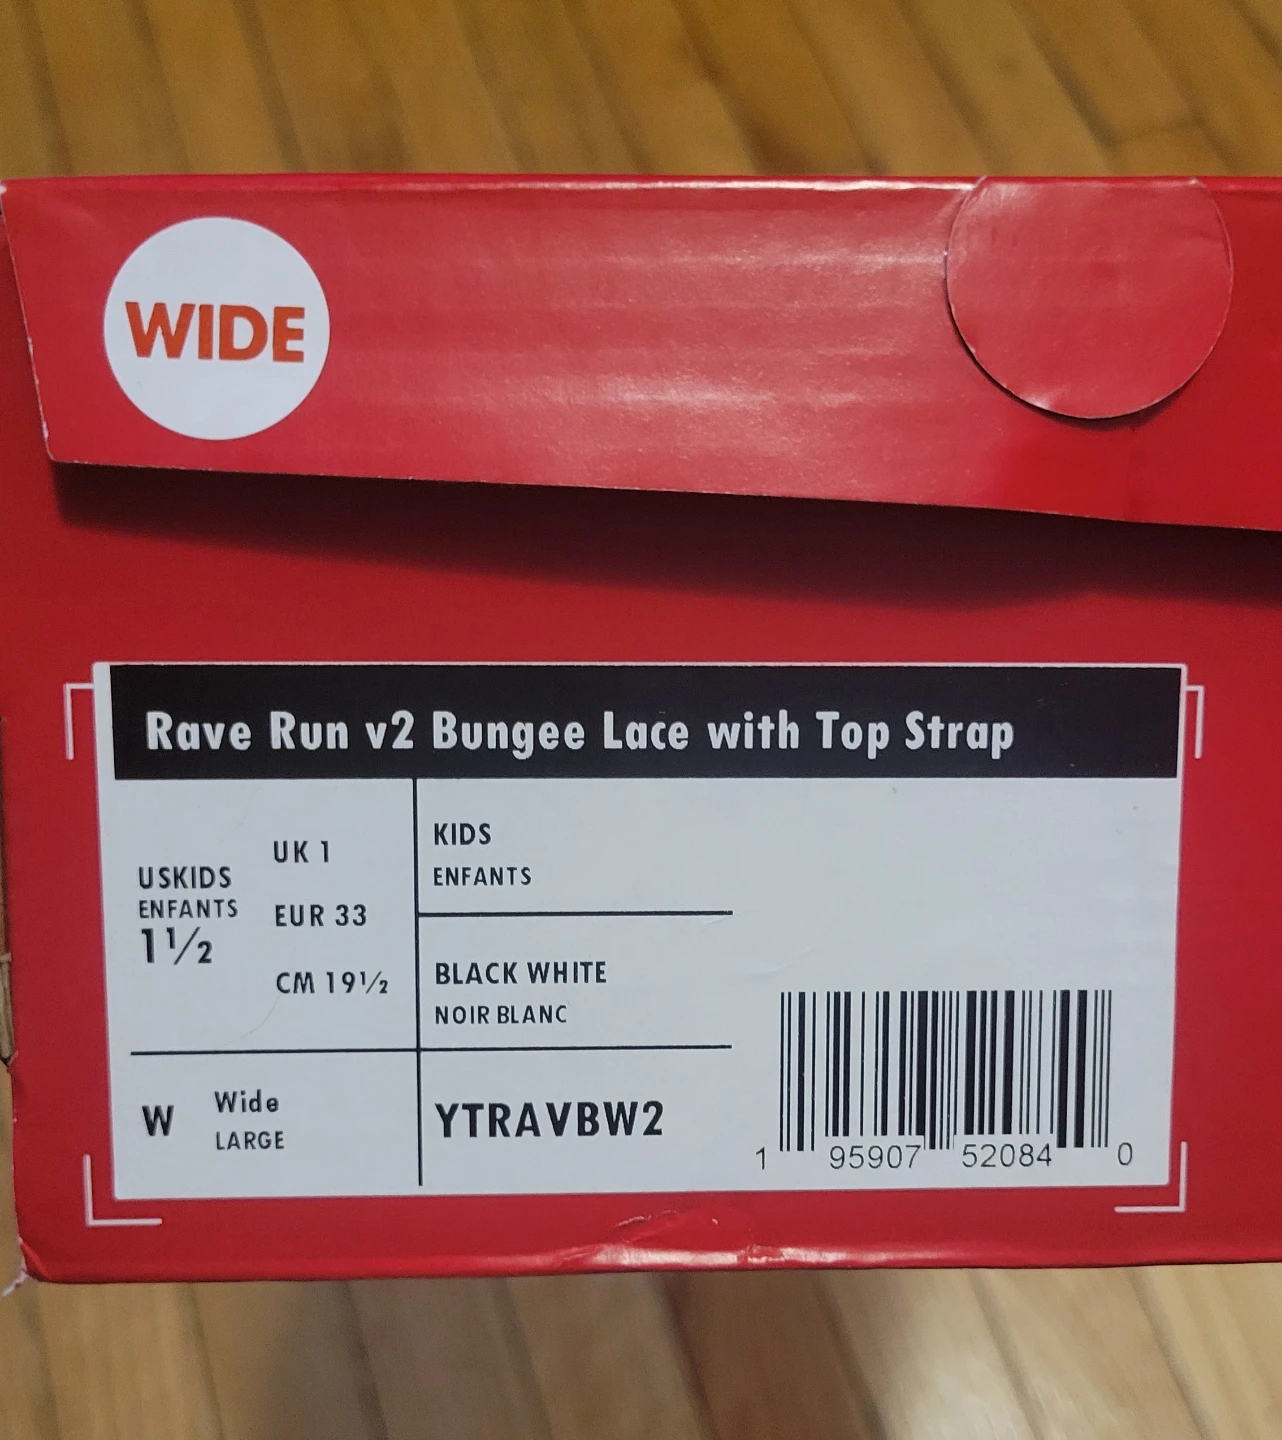 WIDE
Rave Run v2 Bungee Lace with Top Strap
USKIDS
ENFANTS
1½
UK 1
EUR 33
CM 19½
KIDS
ENFANTS
BLACK WHITE
NOIR BLANC
W
Wide
LARGE
YTRAVBW2
1 95907 52084 0